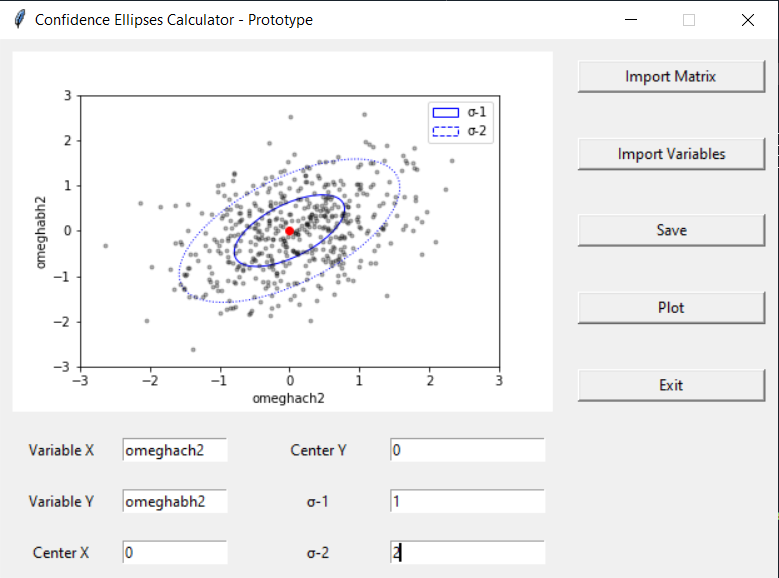 Confidence Ellipses Calculator - Prototype
Import Matrix
Import Variables
Save
Plot
Exit
σ-1
σ-2
3
2
1
0
−1
−2
−3
omeghabh2
−3 −2 −1 0 1 2 3
omeghach2
Variable X omeghach2 Center Y 0
Variable Y omeghabh2 σ-1 1
Center X 0 σ-2 2